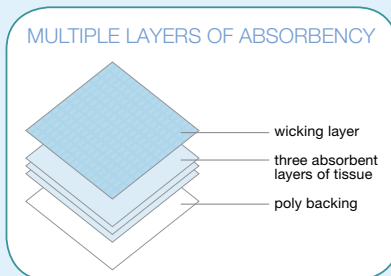 MULTIPLE LAYERS OF ABSORBENCY
wicking layer
three absorbent
layers of tissue
poly backing